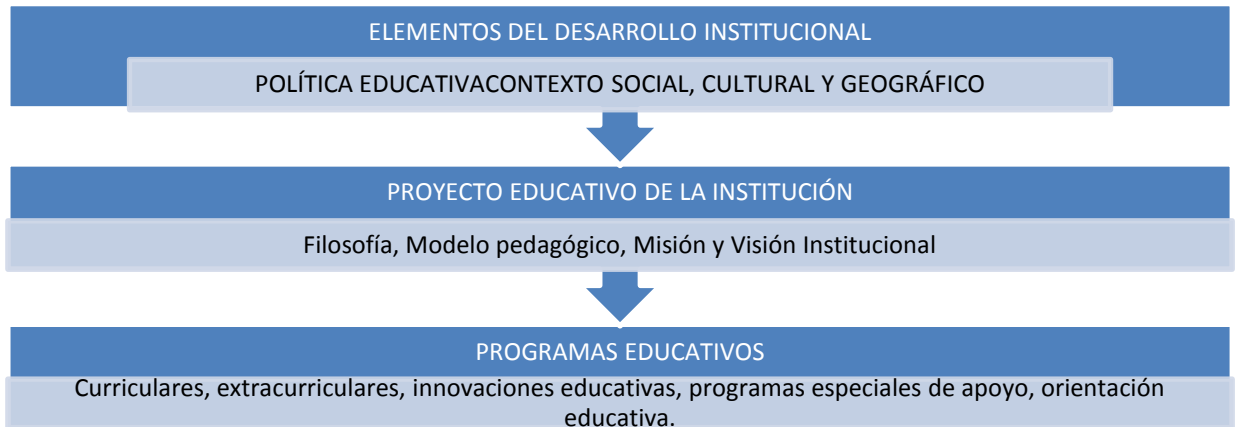 ELEMENTOS DEL DESARROLLO INSTITUCIONAL
POLÍTICA EDUCATIVACONTEXTO SOCIAL, CULTURAL Y GEOGRÁFICO
PROYECTO EDUCATIVO DE LA INSTITUCIÓN
Filosofía, Modelo pedagógico, Misión y Visión Institucional
PROGRAMAS EDUCATIVOS
Curriculares, extracurriculares, innovaciones educativas, programas especiales de apoyo, orientación
educativa.